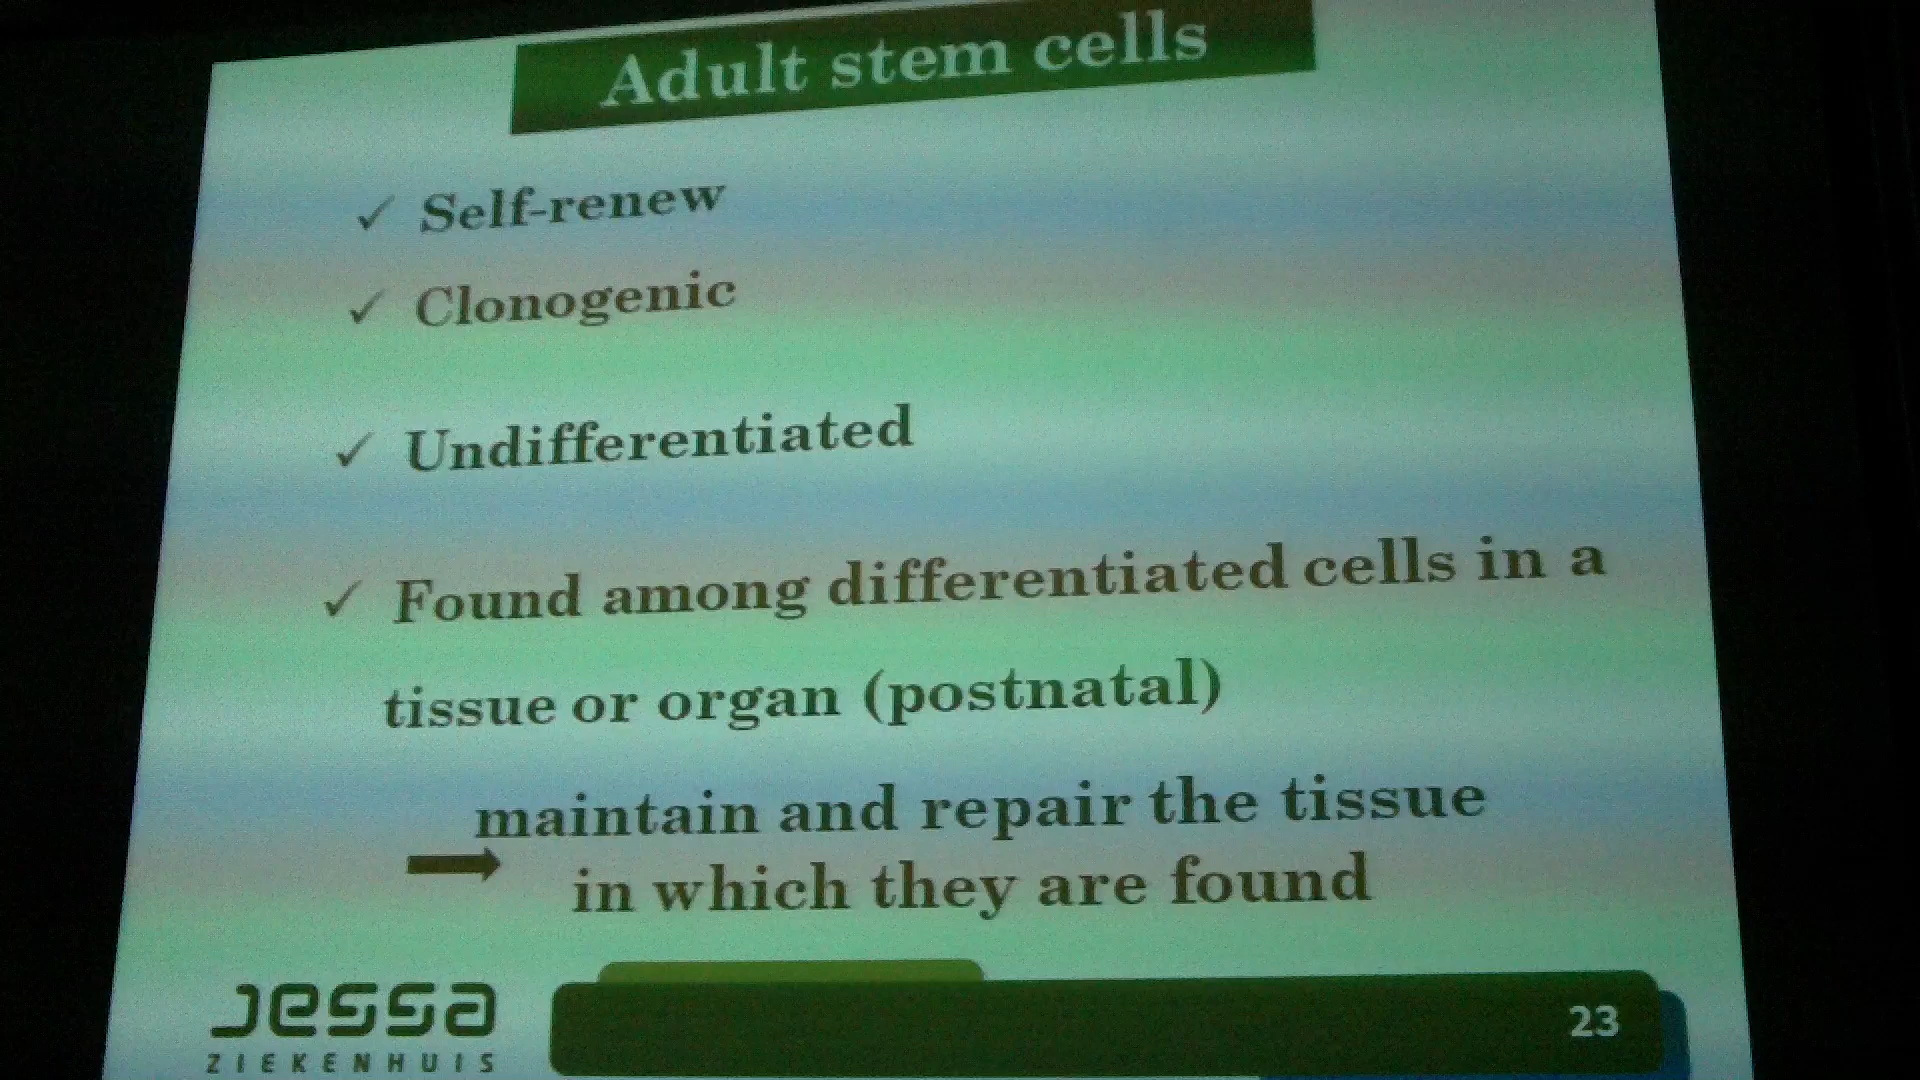 Adult stem cells
✓ Self-renew
✓ Clonogenic
✓ Undifferentiated
✓ Found among differentiated cells in a
tissue or organ (postnatal)
maintain and repair the tissue
in which they are found
Jessa
ZIEKENHUIS
23